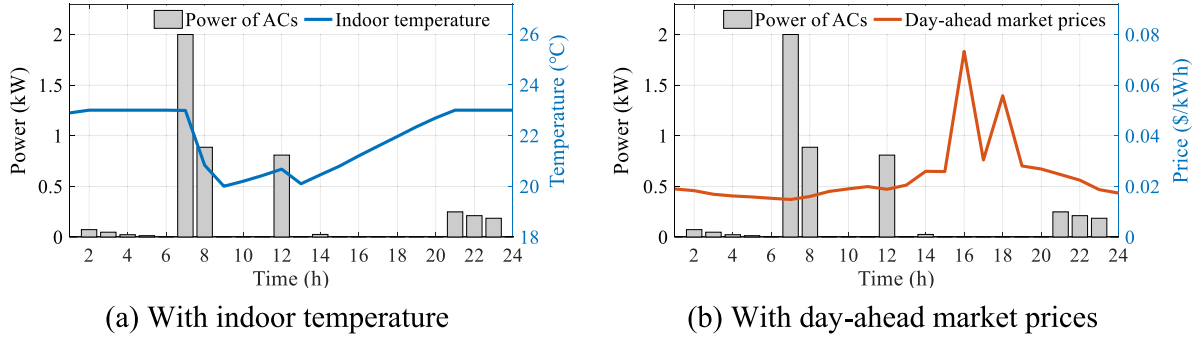 Power of ACs Indoor temperature
2
1.5
1
0.5
0
Power (kW)
26
24
22
20
18
Temperature (℃)
2 4 6 8 10 12 14 16 18 20 22 24
Time (h)
(a) With indoor temperature
Power of ACs Day-ahead market prices
2
1.5
1
0.5
0
Power (kW)
0.08
0.06
0.04
0.02
0
Price ($/kWh)
2 4 6 8 10 12 14 16 18 20 22 24
Time (h)
(b) With day-ahead market prices